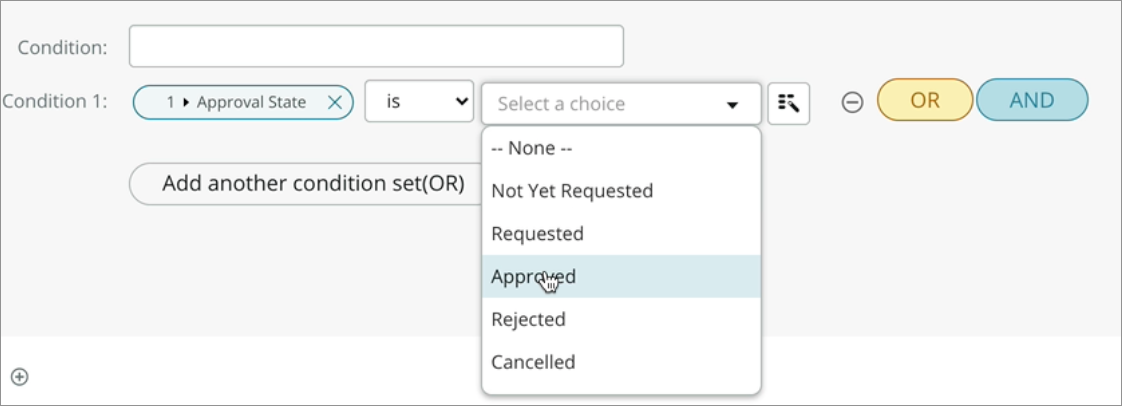 Condition:
Condition 1: 1 ▸ Approval State is Select a choice OR AND
-- None --
Add another condition set(OR)
Not Yet Requested
Requested
Approved
Rejected
Cancelled